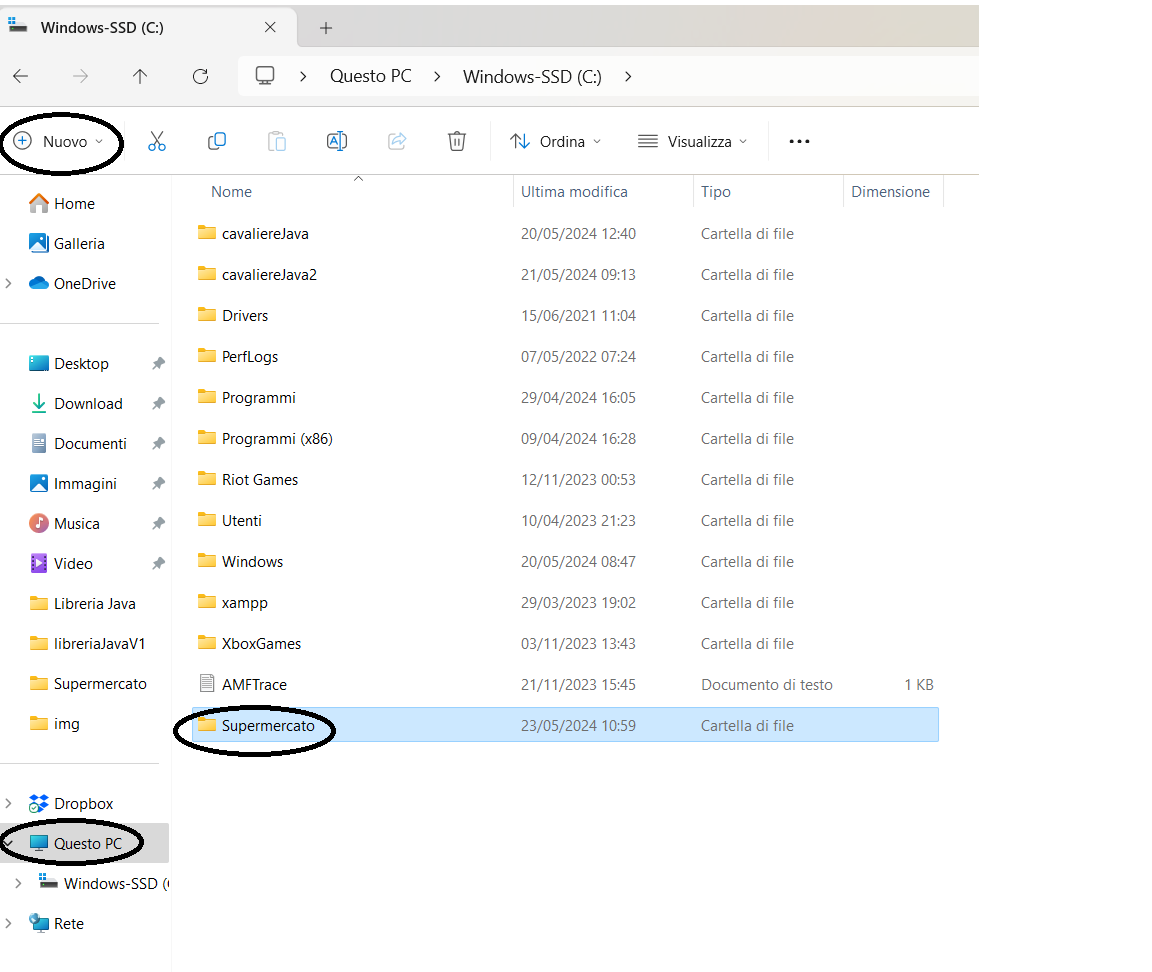 Windows-SSD (C:)
Questo PC > Windows-SSD (C:) >
Nuovo Ordina Visualizza
Nome Ultima modifica Tipo Dimensione
Home
Galleria
OneDrive
Desktop
Download
Documenti
Immagini
Musica
Video
Libreria Java
libreriaJavaV1
Supermercato
img
Dropbox
Questo PC
Windows-SSD (
Rete
cavaliereJava 20/05/2024 12:40 Cartella di file
cavaliereJava2 21/05/2024 09:13 Cartella di file
Drivers 15/06/2021 11:04 Cartella di file
PerfLogs 07/05/2022 07:24 Cartella di file
Programmi 29/04/2024 16:05 Cartella di file
Programmi (x86) 09/04/2024 16:28 Cartella di file
Riot Games 12/11/2023 00:53 Cartella di file
Utenti 10/04/2023 21:23 Cartella di file
Windows 20/05/2024 08:47 Cartella di file
xampp 29/03/2023 19:02 Cartella di file
XboxGames 03/11/2023 13:43 Cartella di file
AMFTrace 21/11/2023 15:45 Documento di testo 1 KB
Supermercato 23/05/2024 10:59 Cartella di file